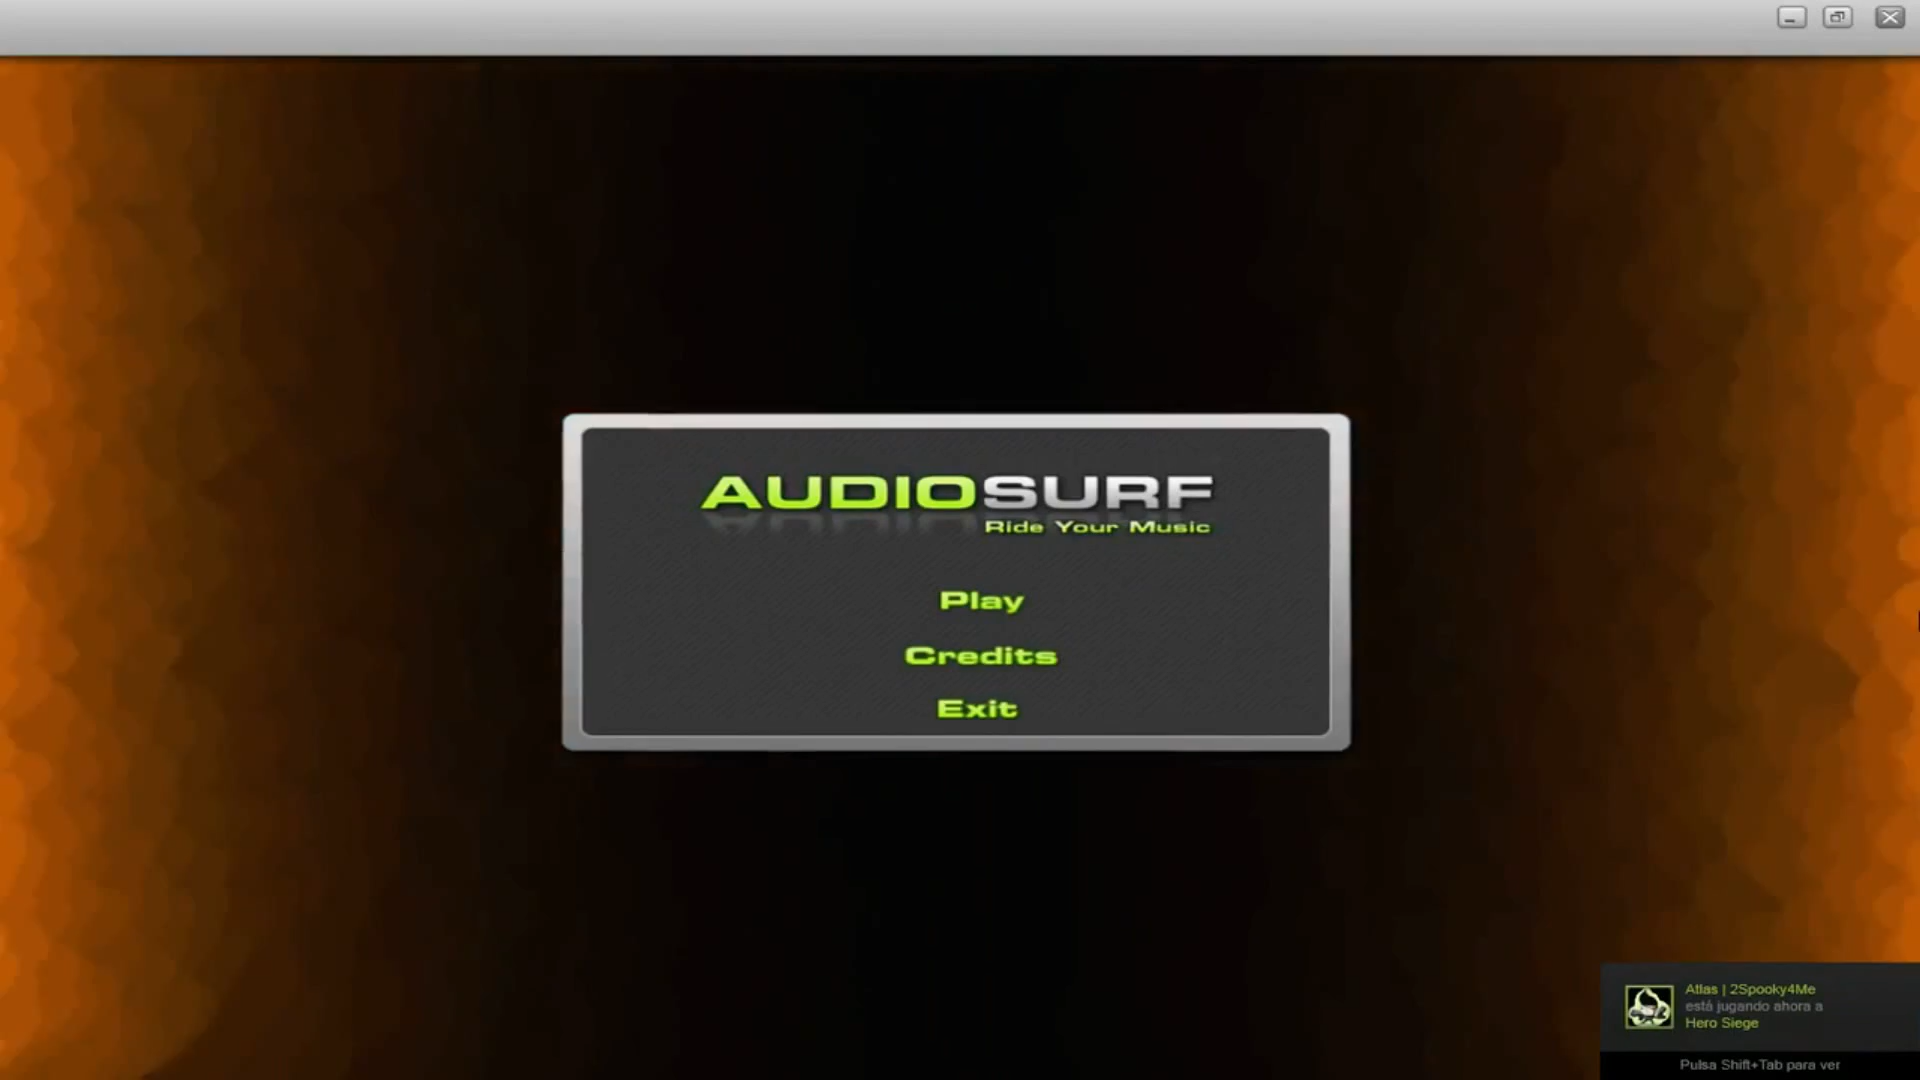 AUDIOSURF
Ride Your Music
Play
Credits
Exit
Atlas | 2Spooky4Me
está jugando ahora a
Hero Siege
Pulsa Shift+Tab para ver